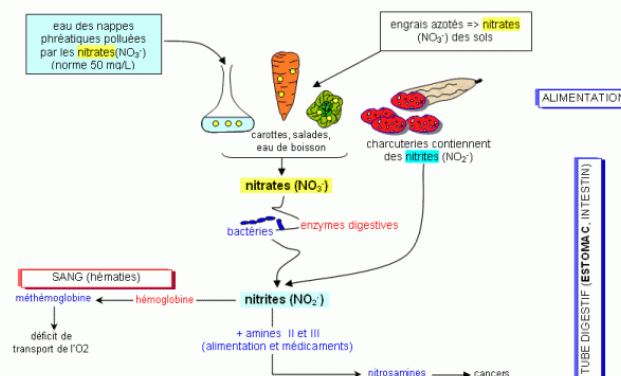 eau des nappes
phréatiques polluées
par les nitrates(NO₃⁻)
(norme 50 mg/L)
engrais azotés => nitrates
(NO₃⁻) des sols
ALIMENTATION
carottes, salades,
eau de boisson
charcuteries contiennent
des nitrites (NO₂⁻)
nitrates (NO₃⁻)
bactéries
enzymes digestives
TUBE DIGESTIF (ESTOMAC, INTESTIN)
SANG (hématies)
méthémoglobine
hémoglobine
nitrites (NO₂⁻)
déficit de
transport de l'O2
+ amines II et III
(alimentation et médicaments)
nitrosamines
cancers